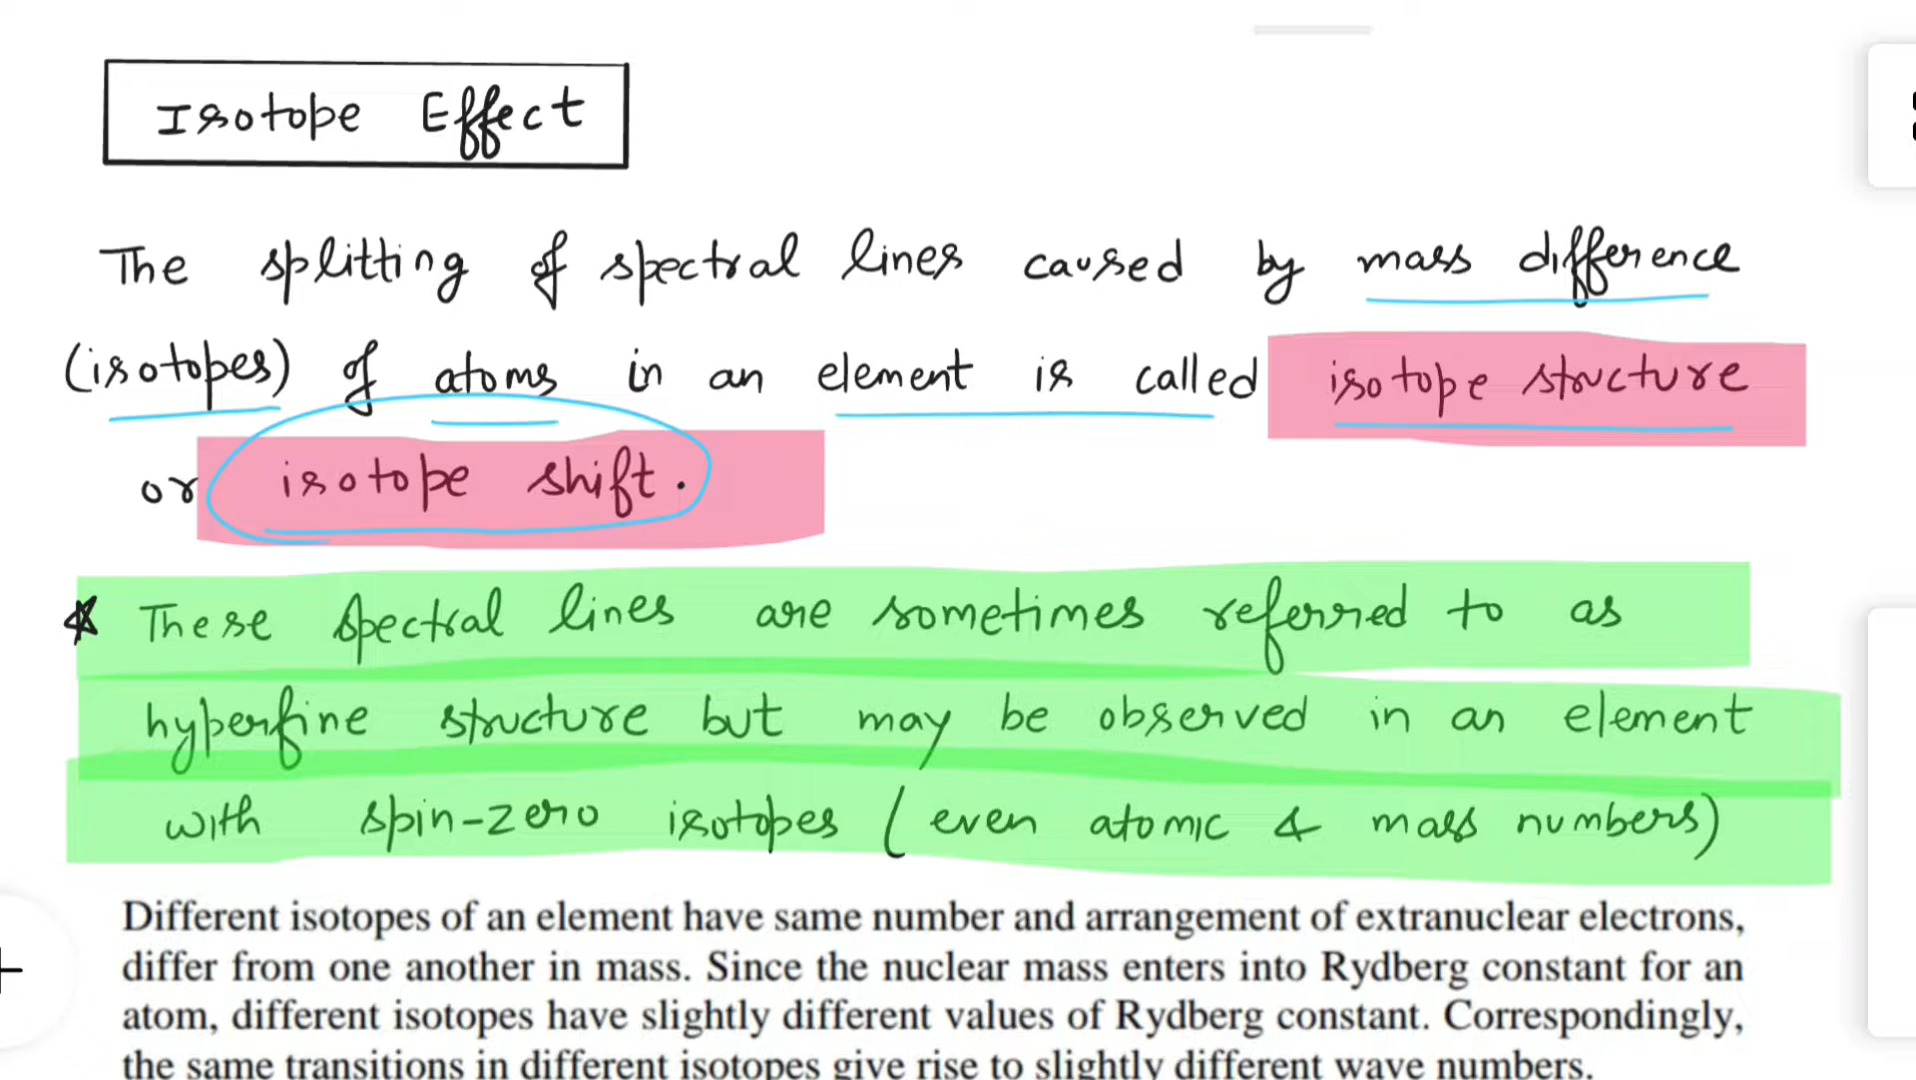 Isotope Effect
The splitting of spectral lines caused by mass difference
(isotopes) of atoms in an element is called isotope structure
or isotope shift.
* These spectral lines are sometimes referred to as
hyperfine structure but may be observed in an element
with spin-zero isotopes (even atomic & mass numbers)
Different isotopes of an element have same number and arrangement of extranuclear electrons,
differ from one another in mass. Since the nuclear mass enters into Rydberg constant for an
atom, different isotopes have slightly different values of Rydberg constant. Correspondingly,
the same transitions in different isotopes give rise to slightly different wave numbers.